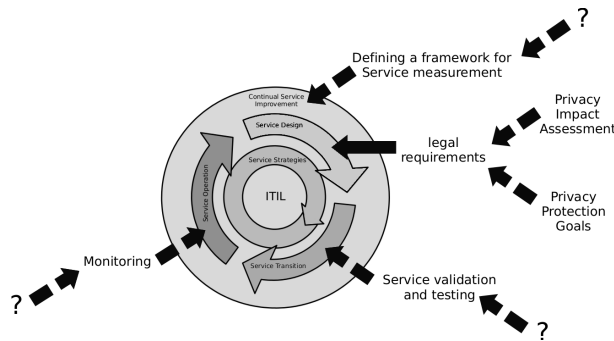 ?
Defining a framework for
Service measurement
Continual Service
Improvement
Service Design
Privacy
Impact
Assessment
legal
requirements
Service Strategies
ITIL
Service Operation
Privacy
Protection
Goals
Monitoring
Service Transition
Service validation
and testing
?
?